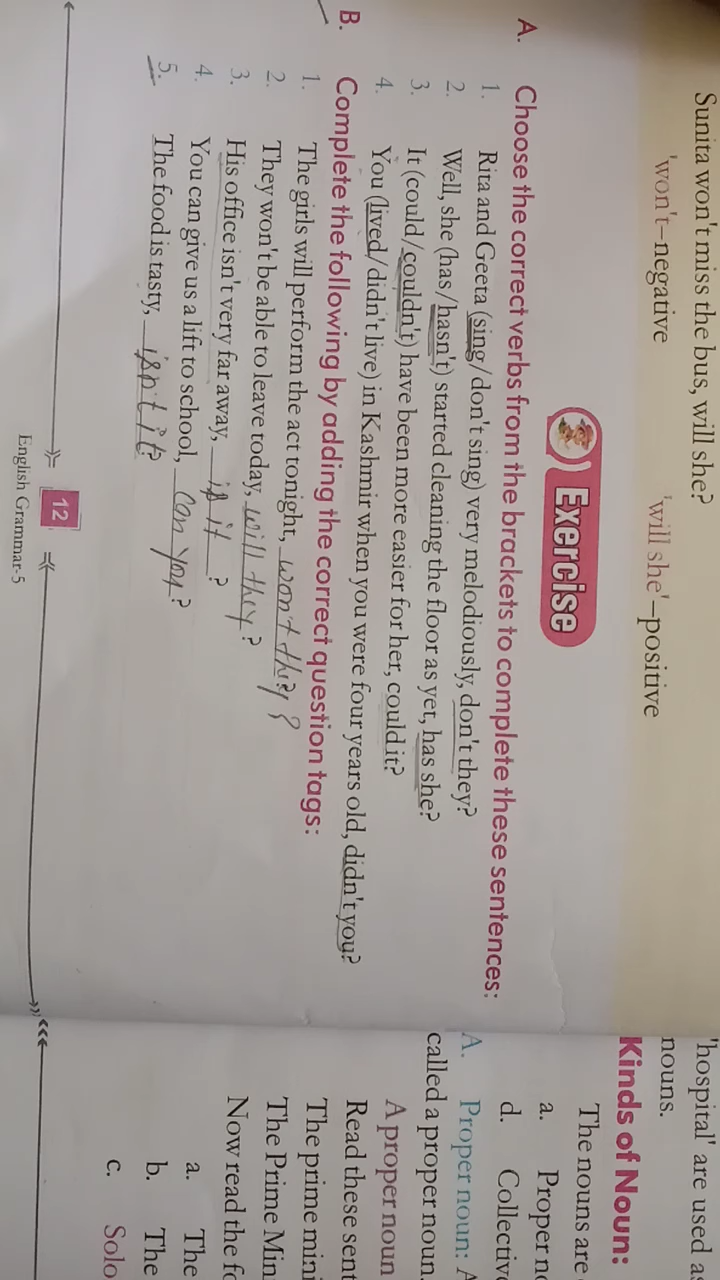 Sunita won't miss the bus, will she?
'won't–negative 'will she'–positive
Exercise
A. Choose the correct verbs from the brackets to complete these sentences:
1. Rita and Geeta (sing/don't sing) very melodiously, don't they?
2. Well, she (has/hasn't) started cleaning the floor as yet, has she?
3. It (could/couldn't) have been more easier for her, could it?
4. You (lived/didn't live) in Kashmir when you were four years old, didn't you?
B. Complete the following by adding the correct question tags:
1. The girls will perform the act tonight, won't they?
2. They won't be able to leave today, will they?
3. His office isn't very far away, is it ?
4. You can give us a lift to school, can you?
5. The food is tasty, isn't it?
12
English Grammar-5
'hospital' are used as
nouns.
Kinds of Noun:
The nouns are
a. Proper n
d. Collective
A. Proper noun: A
called a proper noun.
A proper noun
Read these sent
The prime mini
The Prime Min
Now read the fo
a. The
b. The
c. Solo